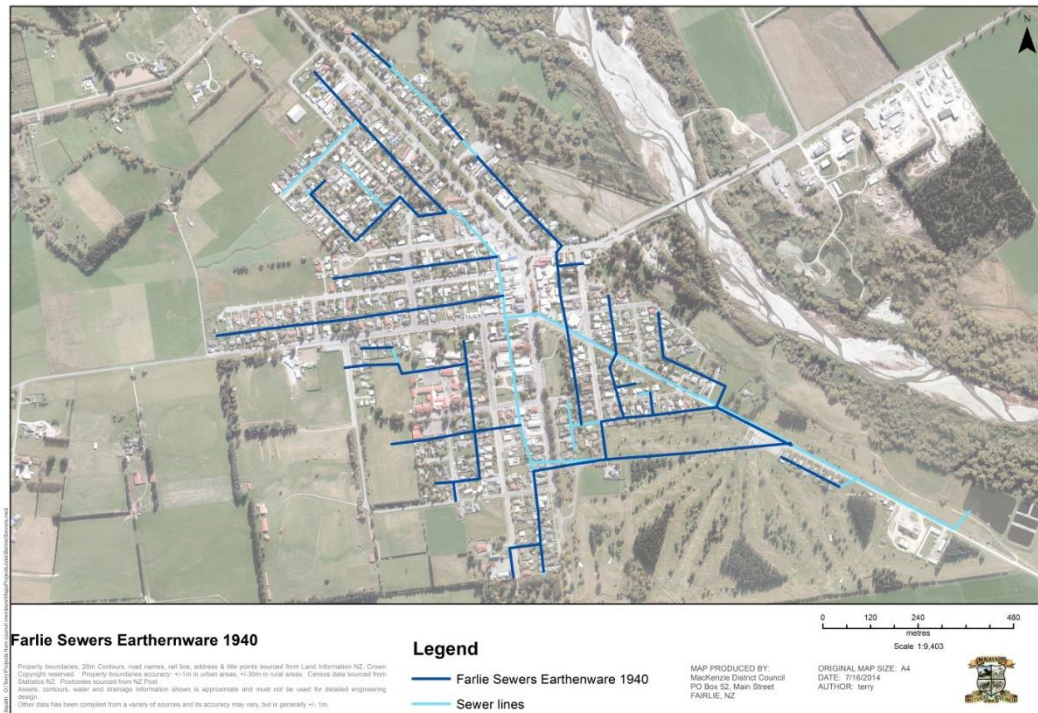 N
Farlie Sewers Earthernware 1940
Property boundaries, 20m Contours, road names, rail line, address & title points sourced from Land Information NZ. Crown
Copyright reserved. Property boundaries accuracy: +/-1m in urban areas, +/-30m in rural areas. Census data sourced from
Statistics NZ. Postcodes sourced from NZ Post.
Assets, contours, water and drainage information shown is approximate and must not be used for detailed engineering
design.
Other data has been compiled from a variety of sources and its accuracy may vary, but is generally +/- 1m.
Legend
Farlie Sewers Earthenware 1940
Sewer lines
0 120 240 480
metres
Scale 1:9,403
MAP PRODUCED BY:
MacKenzie District Council
PO Box 52, Main Street
FAIRLIE, NZ
ORIGINAL MAP SIZE: A4
DATE: 7/16/2014
AUTHOR: terry